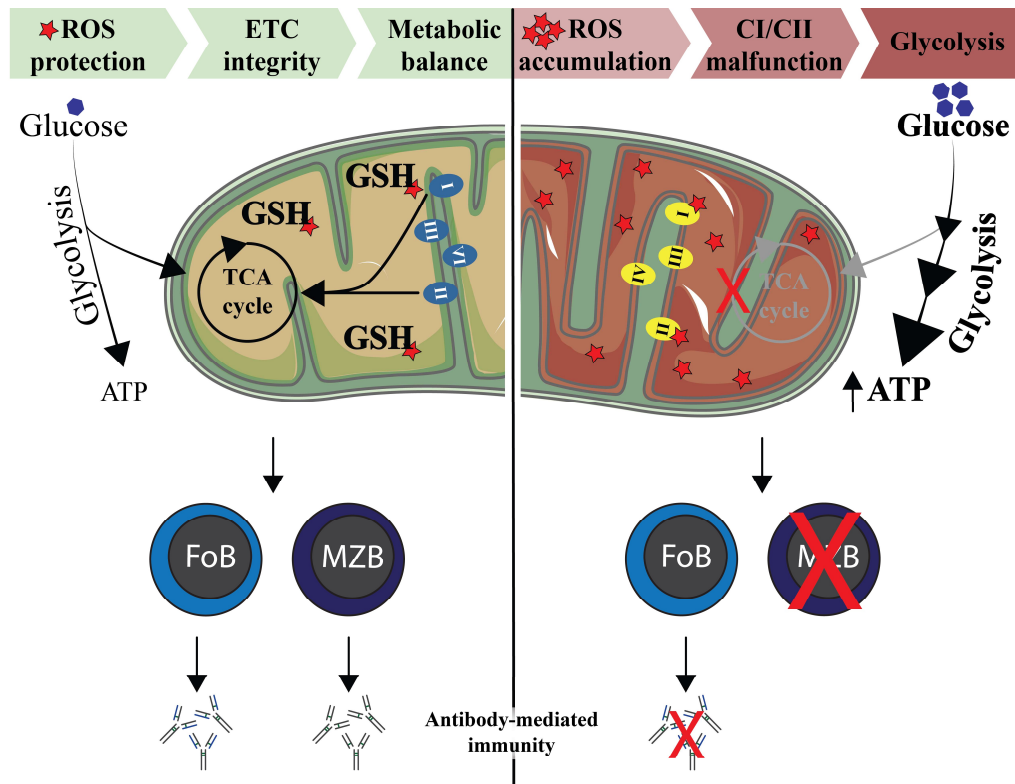 ROS
protection
ETC
integrity
Metabolic
balance
ROS
accumulation
CI/CII
malfunction
Glycolysis
Glucose
Glycolysis
ATP
GSH
GSH
GSH
I
III
VI
II
TCA
cycle
Glucose
Glycolysis
ATP
I
III
IV
II
X
TCA
cycle
FoB
MZB
FoB
MZB
X
Antibody-mediated
immunity
X